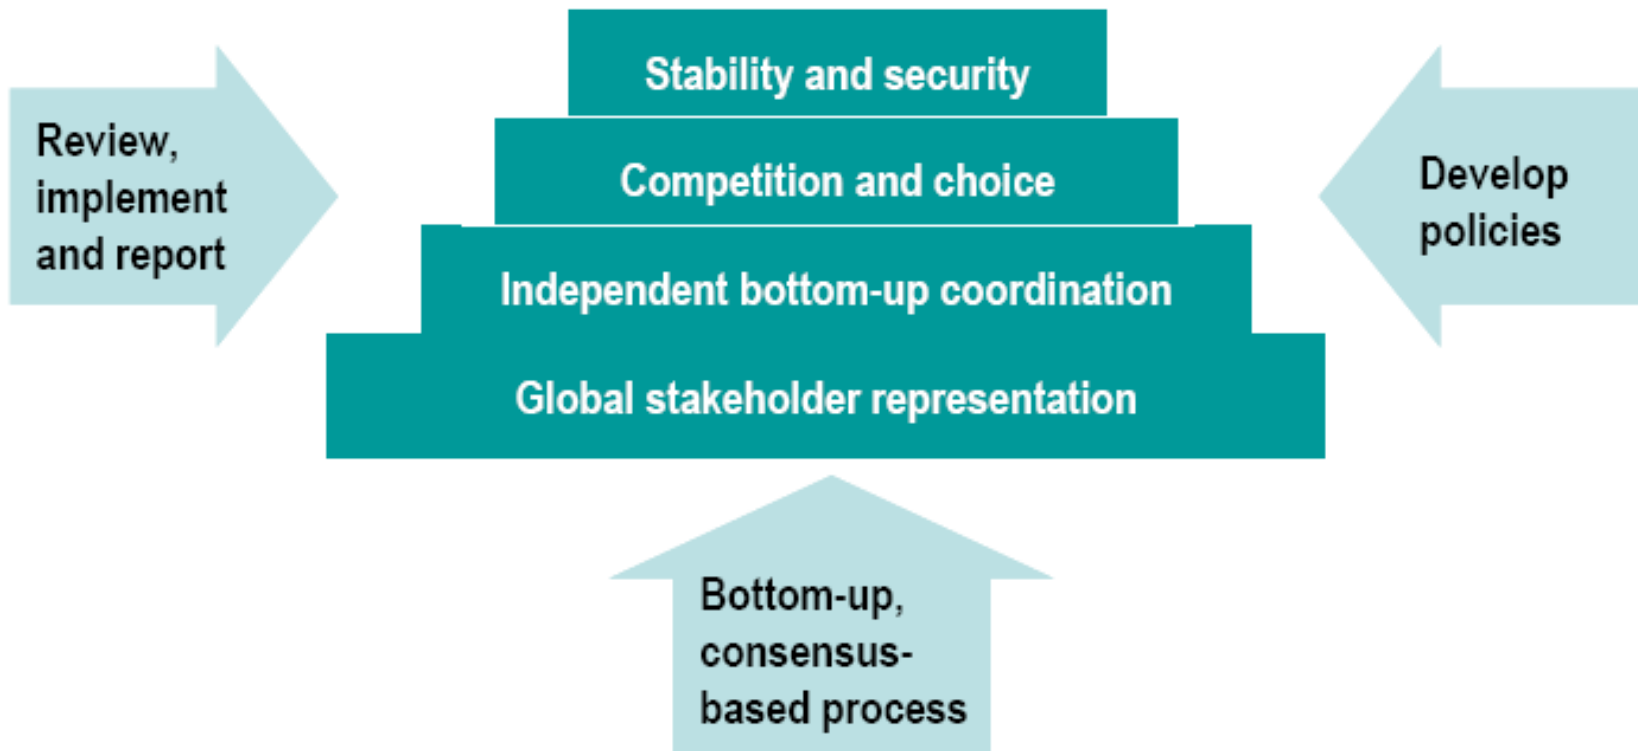 Stability and security
Competition and choice
Independent bottom-up coordination
Global stakeholder representation
Review,
implement
and report
Develop
policies
Bottom-up,
consensus-
based process